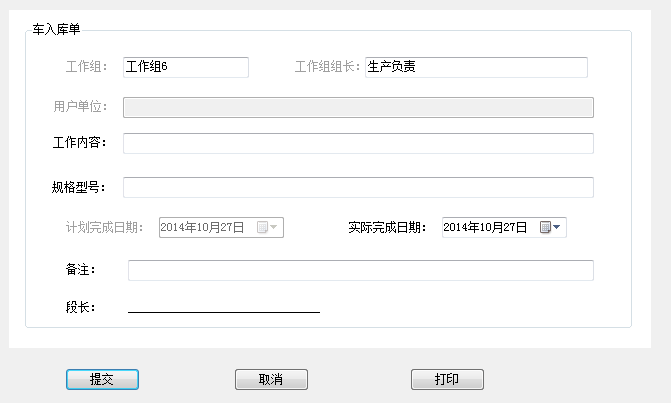 车入库单
工作组： 工作组6 工作组组长： 生产负责
用户单位：
工作内容：
规格型号：
计划完成日期： 2014年10月27日 实际完成日期： 2014年10月27日
备注：
段长：
提交 取消 打印